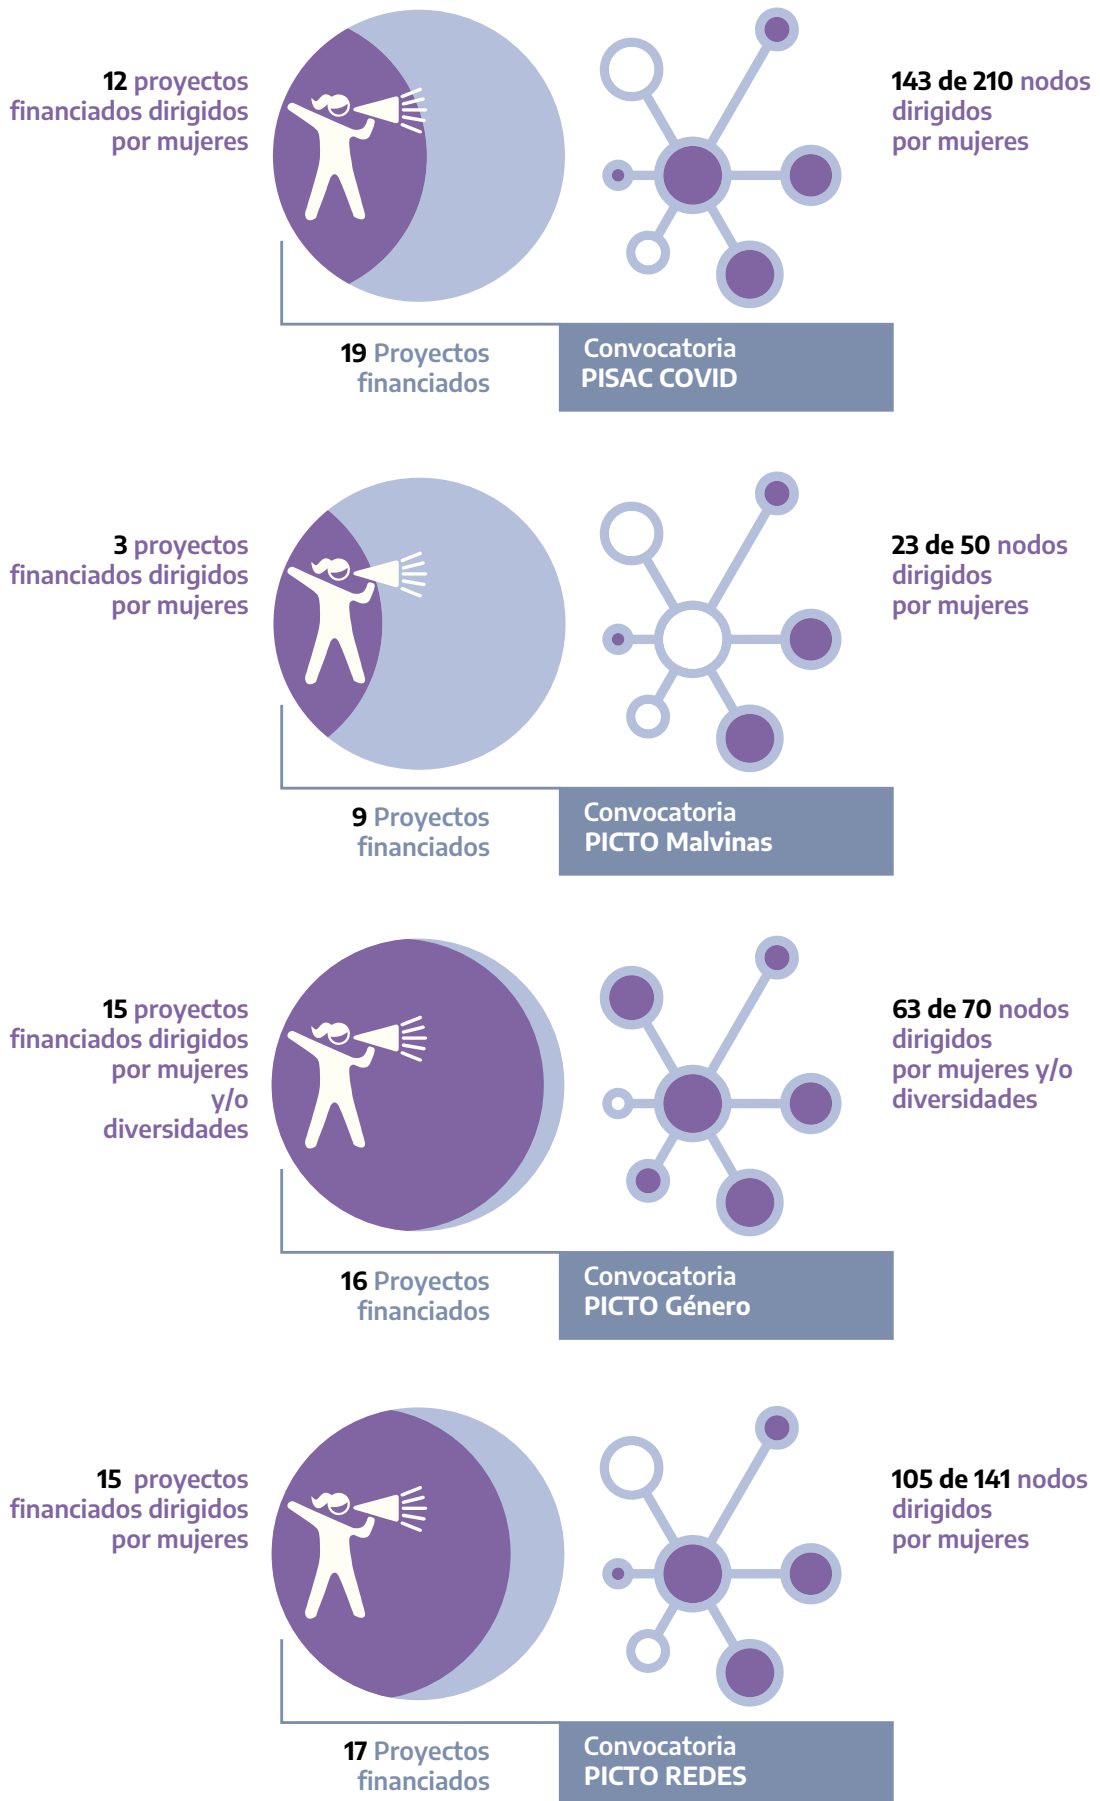 12 proyectos
financiados dirigidos
por mujeres
143 de 210 nodos
dirigidos
por mujeres
19 Proyectos
financiados
Convocatoria
PISAC COVID
3 proyectos
financiados dirigidos
por mujeres
23 de 50 nodos
dirigidos
por mujeres
9 Proyectos
financiados
Convocatoria
PICTO Malvinas
15 proyectos
financiados dirigidos
por mujeres
y/o
diversidades
63 de 70 nodos
dirigidos
por mujeres y/o
diversidades
16 Proyectos
financiados
Convocatoria
PICTO Género
15 proyectos
financiados dirigidos
por mujeres
105 de 141 nodos
dirigidos
por mujeres
17 Proyectos
financiados
Convocatoria
PICTO REDES